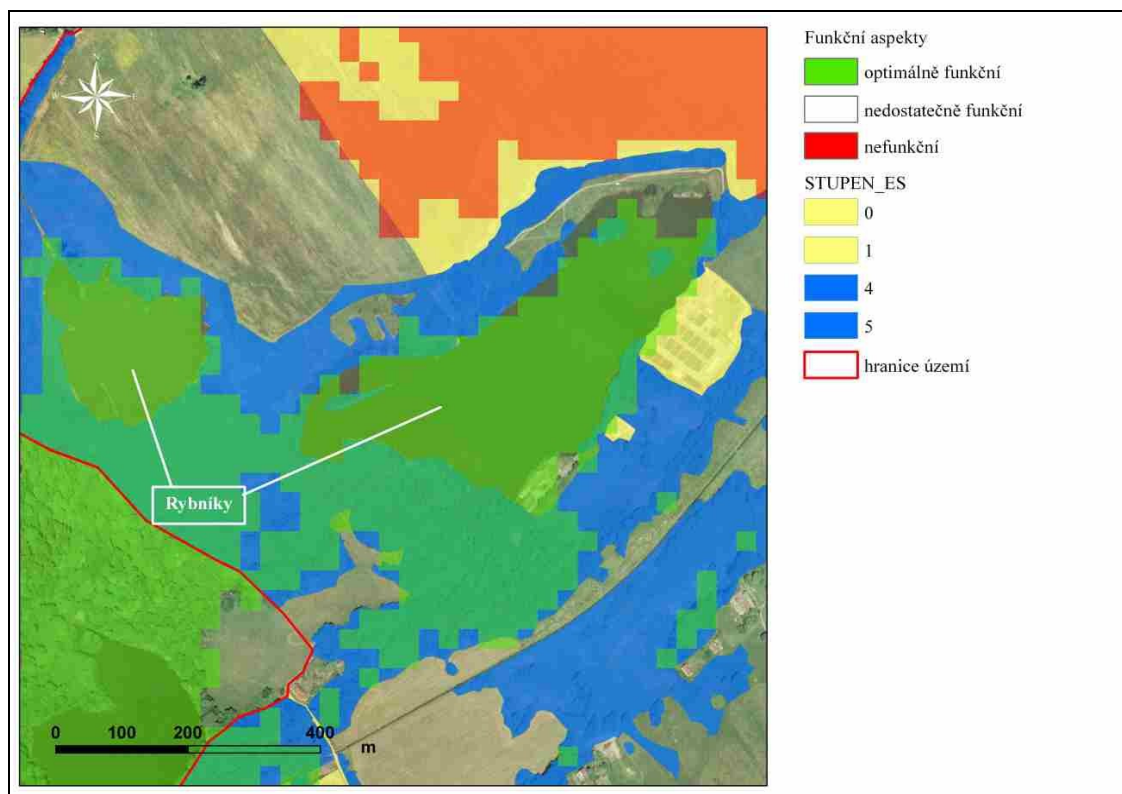 Funkční aspekty
optimálně funkční
nedostatečně funkční
nefunkční
STUPEN_ES
0
1
4
5
hranice území
Rybníky
0 100 200 400 m